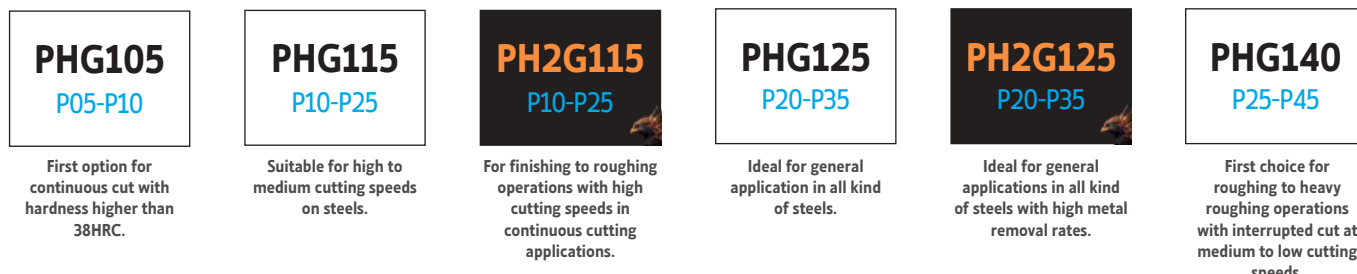 PHG105
P05-P10
First option for
continuous cut with
hardness higher than
38HRC.
PHG115
P10-P25
Suitable for high to
medium cutting speeds
on steels.
PH2G115
P10-P25
For finishing to roughing
operations with high
cutting speeds in
continuous cutting
applications.
PHG125
P20-P35
Ideal for general
application in all kind
of steels.
PH2G125
P20-P35
Ideal for general
applications in all kind
of steels with high metal
removal rates.
PHG140
P25-P45
First choice for
roughing to heavy
roughing operations
with interrupted cut at
medium to low cutting
speeds